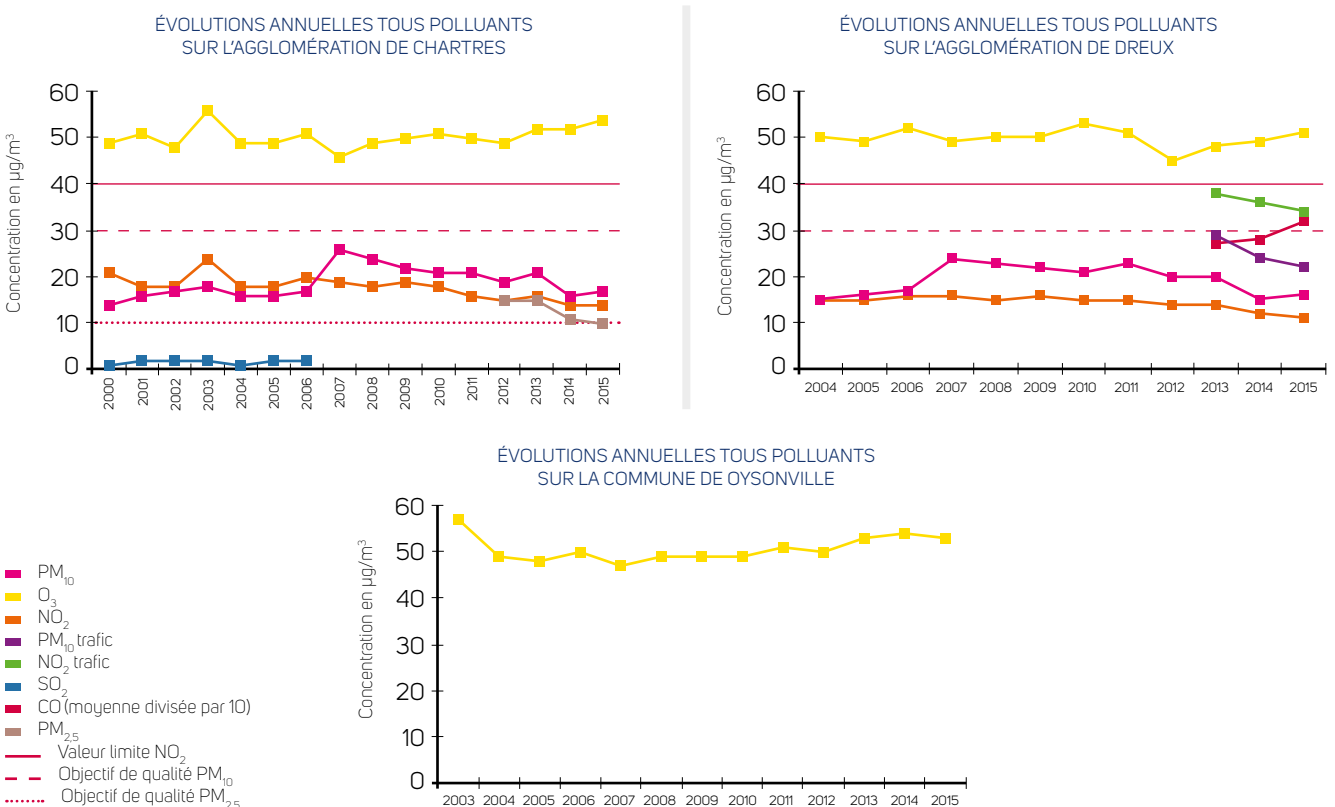 ÉVOLUTIONS ANNUELLES TOUS POLLUANTS
SUR L'AGGLOMÉRATION DE CHARTRES
Concentration en µg/m³
60
50
40
30
20
10
0
2000 2001 2002 2003 2004 2005 2006 2007 2008 2009 2010 2011 2012 2013 2014 2015
ÉVOLUTIONS ANNUELLES TOUS POLLUANTS
SUR L'AGGLOMÉRATION DE DREUX
Concentration en µg/m³
60
50
40
30
20
10
0
2004 2005 2006 2007 2008 2009 2010 2011 2012 2013 2014 2015
ÉVOLUTIONS ANNUELLES TOUS POLLUANTS
SUR LA COMMUNE DE OYSONVILLE
Concentration en µg/m³
60
50
40
30
20
10
0
2003 2004 2005 2006 2007 2008 2009 2010 2011 2012 2013 2014 2015
PM₁₀
O₃
NO₂
PM₁₀ trafic
NO₂ trafic
SO₂
CO (moyenne divisée par 10)
PM₂,₅
Valeur limite NO₂
Objectif de qualité PM₁₀
Objectif de qualité PM₂,₅